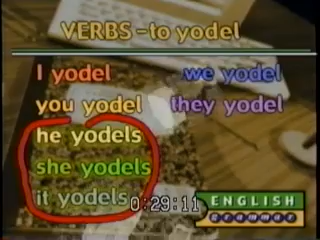 VERBS - to yodel
I yodel we yodel
you yodel they yodel
he yodels
she yodels
it yodels
0:29:11
ENGLISH
grammar